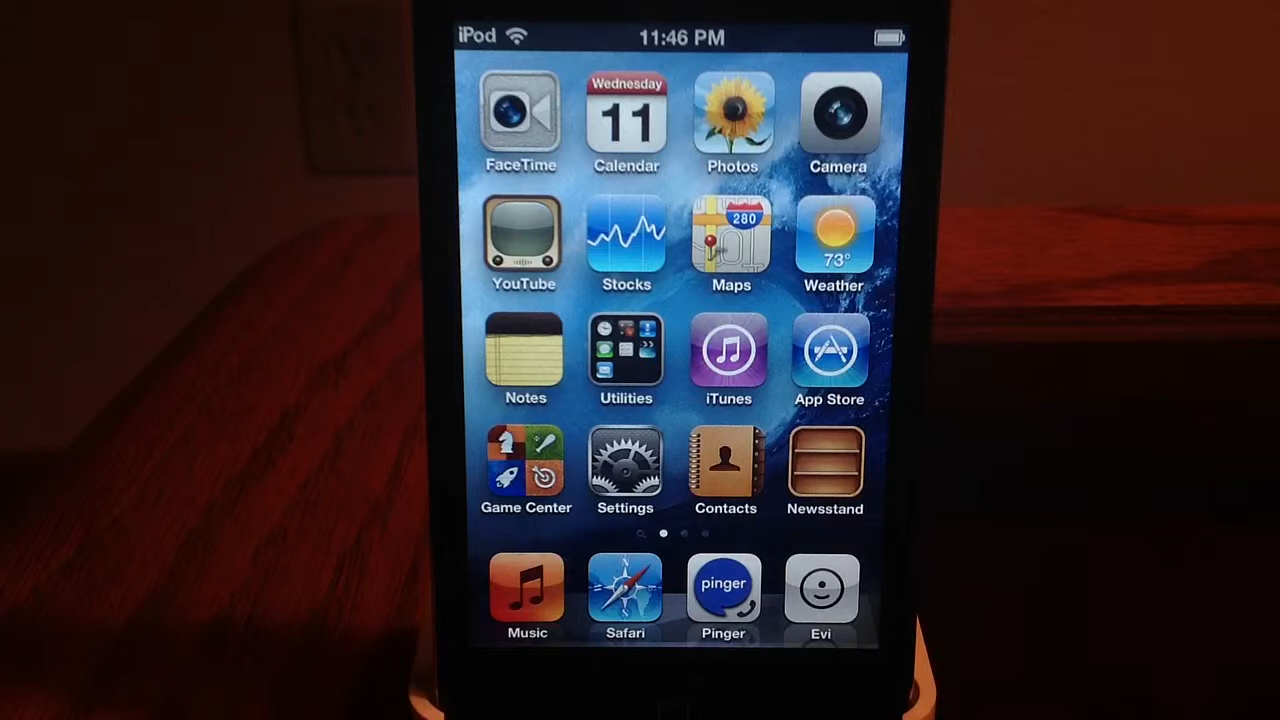 iPod 11:46 PM
Wednesday
11
FaceTime Calendar Photos Camera
280
73°
YouTube Stocks Maps Weather
Notes Utilities iTunes App Store
Game Center Settings Contacts Newsstand
pinger
Music Safari Pinger Evi